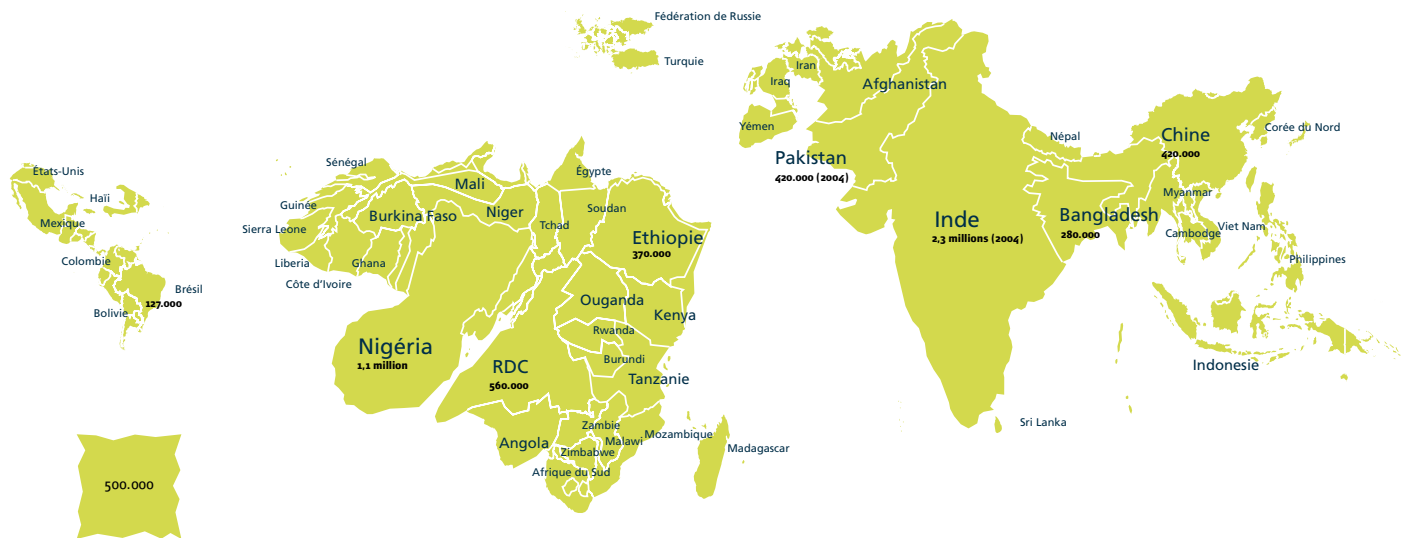 Fédération de Russie
Turquie
États-Unis
Haïi
Mexique
Colombie
Brésil
127.000
Bolivie
Sénégal
Guinée
Sierra Leone
Liberia
Côte d'Ivoire
Mali
Burkina Faso
Niger
Ghana
Tchad
Égypte
Soudan
Ethiopie
370.000
Ouganda
Kenya
Rwanda
Burundi
Tanzanie
Nigéria
1,1 million
RDC
560.000
Angola
Zambie
Malawi
Mozambique
Zimbabwe
Afrique du Sud
Madagascar
Iran
Iraq
Afghanistan
Yémen
Pakistan
420.000 (2004)
Inde
2,3 millions (2004)
Népal
Bangladesh
280.000
Chine
420.000
Corée du Nord
Myanmar
Cambodge
Viet Nam
Philippines
Indonesie
Sri Lanka
500.000